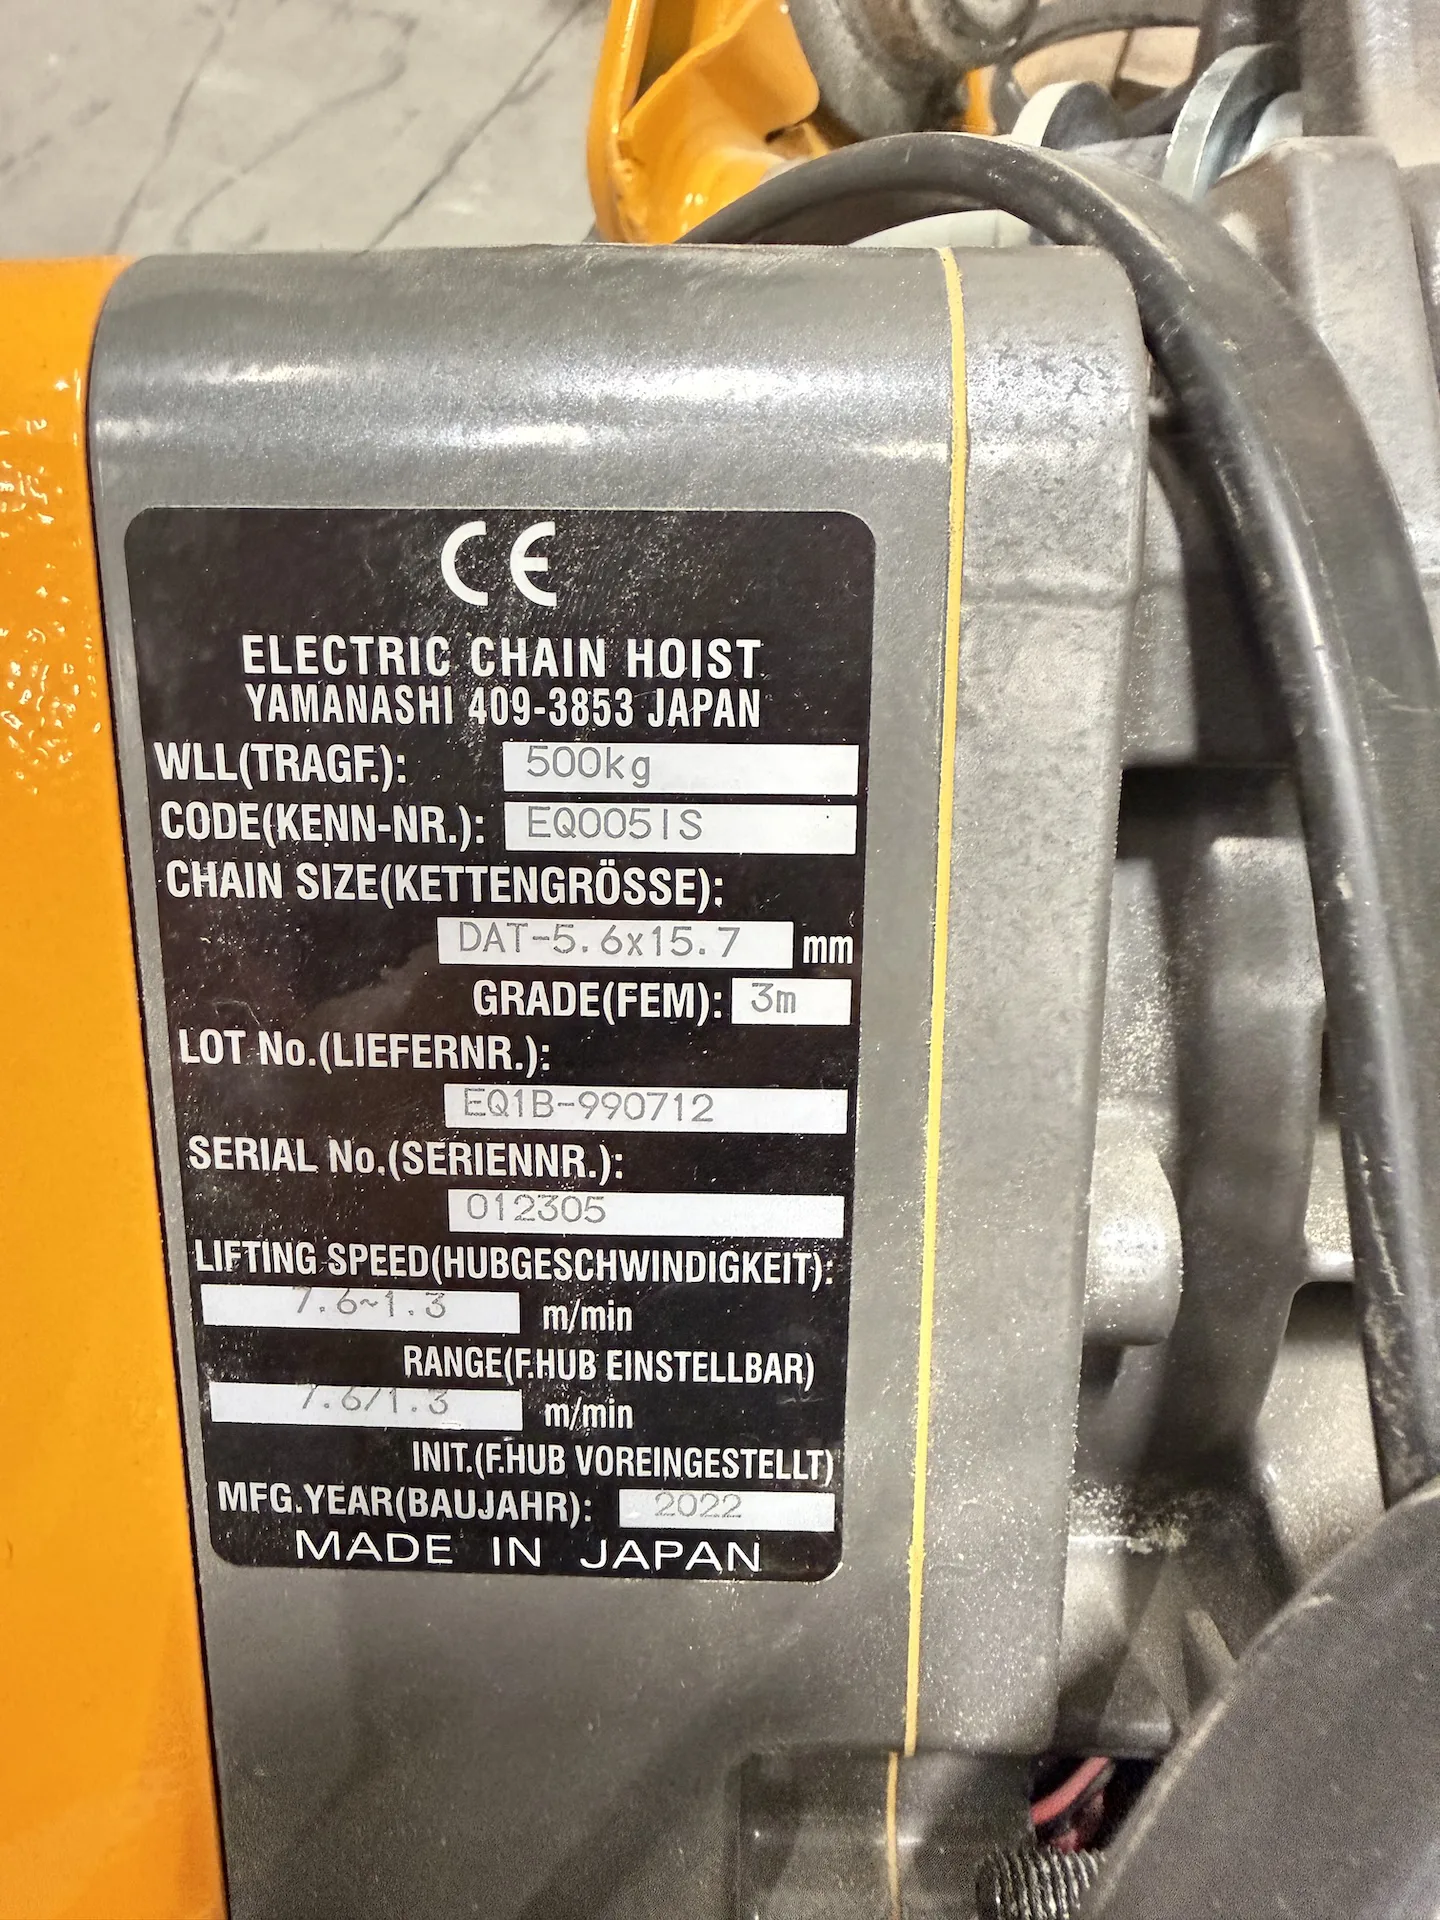 CE
ELECTRIC CHAIN HOIST
YAMANASHI 409-3853 JAPAN
WLL(TRAGF.): 500kg
CODE(KENN-NR.): EQ005IS
CHAIN SIZE(KETTENGRÖSSE):
DAT-5.6x15.7 mm
GRADE(FEM): 3m
LOT No.(LIEFERNR.):
EQ1B-990712
SERIAL No.(SERIENNR.):
012305
LIFTING SPEED(HUBGESCHWINDIGKEIT):
7.6~1.3 m/min
RANGE(F.HUB EINSTELLBAR)
7.6/1.3 m/min
INIT.(F.HUB VOREINGESTELLT)
MFG.YEAR(BAUJAHR): 2022
MADE IN JAPAN